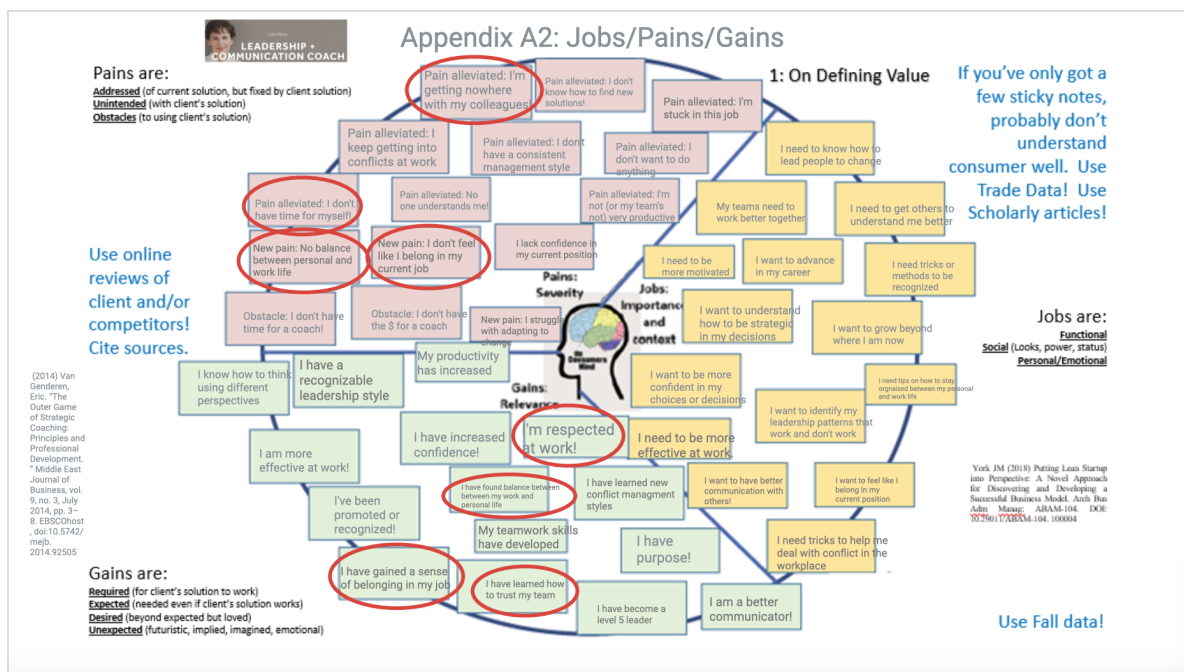 Appendix A2: Jobs/Pains/Gains
LEADERSHIP +
COMMUNICATION COACH
Pains are:
Addressed (of current solution, but fixed by client solution)
Unintended (with client's solution)
Obstacles (to using client's solution)
1: On Defining Value
If you've only got a
few sticky notes,
probably don't
understand
consumer well. Use
Trade Data! Use
Scholarly articles!
Pain alleviated: I'm
getting nowhere
with my colleagues!
Pain alleviated: I don't
know how to find new
solutions!
Pain alleviated: I'm
stuck in this job
Pain alleviated: I
keep getting into
conflicts at work
Pain alleviated: I don't
have a consistent
management style
Pain alleviated: I
don't want to do
anything
Pain alleviated: I don't
have time for myself!
Pain alleviated: No
one understands me!
Pain alleviated: I'm
not (or my team's
not) very productive
New pain: No balance
between personal and
work life
New pain: I don't feel
like I belong in my
current job
I lack confidence in
my current position
Obstacle: I don't have
time for a coach!
Obstacle: I don't have
the $ for a coach
New pain: I struggle
with adapting to
change
Pains:
Severity
Jobs:
Importance
and
context
Gains:
Relevance
Consumers
Mind
I need to know how to
lead people to change
My teams need to
work better together
I need to get others to
understand me better
I need to be
more motivated
I want to advance
in my career
I need tricks or
methods to be
recognized
I want to understand
how to be strategic
in my decisions
I want to grow beyond
where I am now
I want to be more
confident in my
choices or decisions
I need tips on how to stay
orgnaized between my personal
and work life
I want to identify my
leadership patterns that
work and don't work
I need to be more
effective at work.
I want to have better
communication with
others!
I want to feel like I
belong in my
current position
I need tricks to help me
deal with conflict in the
workplace
Use online
reviews of
client and/or
competitors!
Cite sources.
Jobs are:
Functional
Social (Looks, power, status)
Personal/Emotional
I know how to think
using different
perspectives
I have a
recognizable
leadership style
My productivity
has increased
I am more
effective at work!
I have increased
confidence!
I'm respected
at work!
I've been
promoted or
recognized!
I have found balance between
between my work and
personal life
I have learned new
conflict managment
styles
My teamwork skills
have developed
I have
purpose!
I have gained a sense
of belonging in my job
I have learned how
to trust my team
I have become a
level 5 leader
I am a better
communicator!
(2014) Van
Genderen,
Eric. "The
Outer Game
of Strategic
Coaching:
Principles and
Professional
Development.
" Middle East
Journal of
Business, vol.
9, no. 3, July
2014, pp. 3–
8. EBSCOhost
, doi:10.5742/
mejb.
2014.92505
York JM (2018) Putting Lean Startup
into Perspective: A Novel Approach
for Discovering and Developing a
Successful Business Model. Arch Bus
Adm Manag: ABAM-104. DOI:
10.29011/ABAM-104. 100004
Gains are:
Required (for client's solution to work)
Expected (needed even if client's solution works)
Desired (beyond expected but loved)
Unexpected (futuristic, implied, imagined, emotional)
Use Fall data!